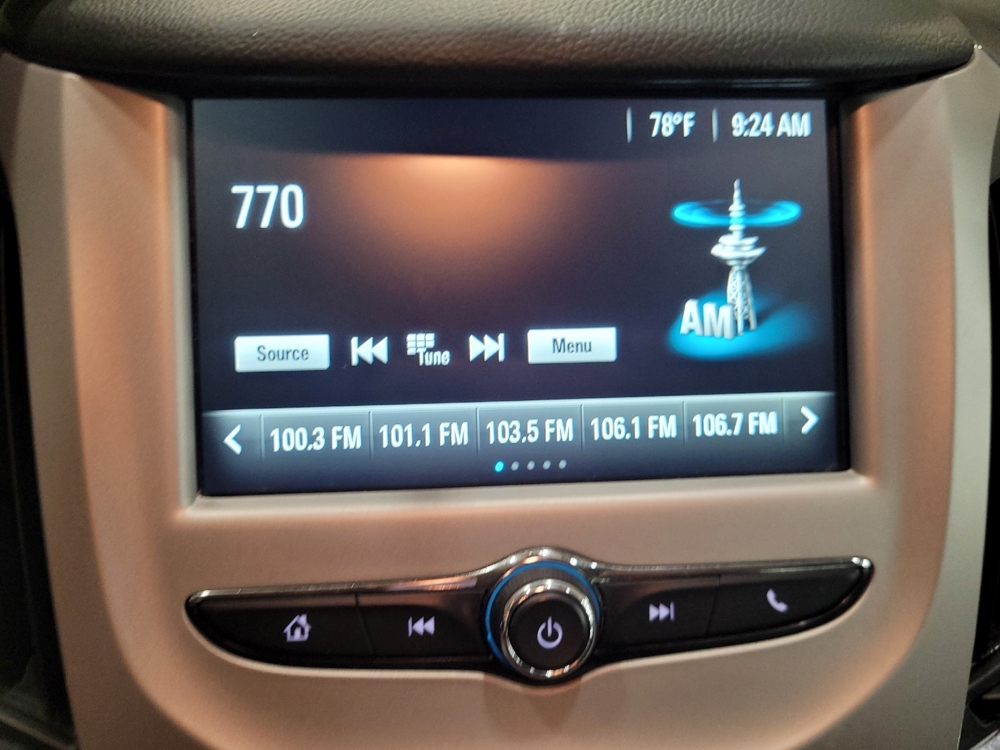 78°F 9:24 AM
770
AM
Source Tune Menu
100.3 FM 101.1 FM 103.5 FM 106.1 FM 106.7 FM